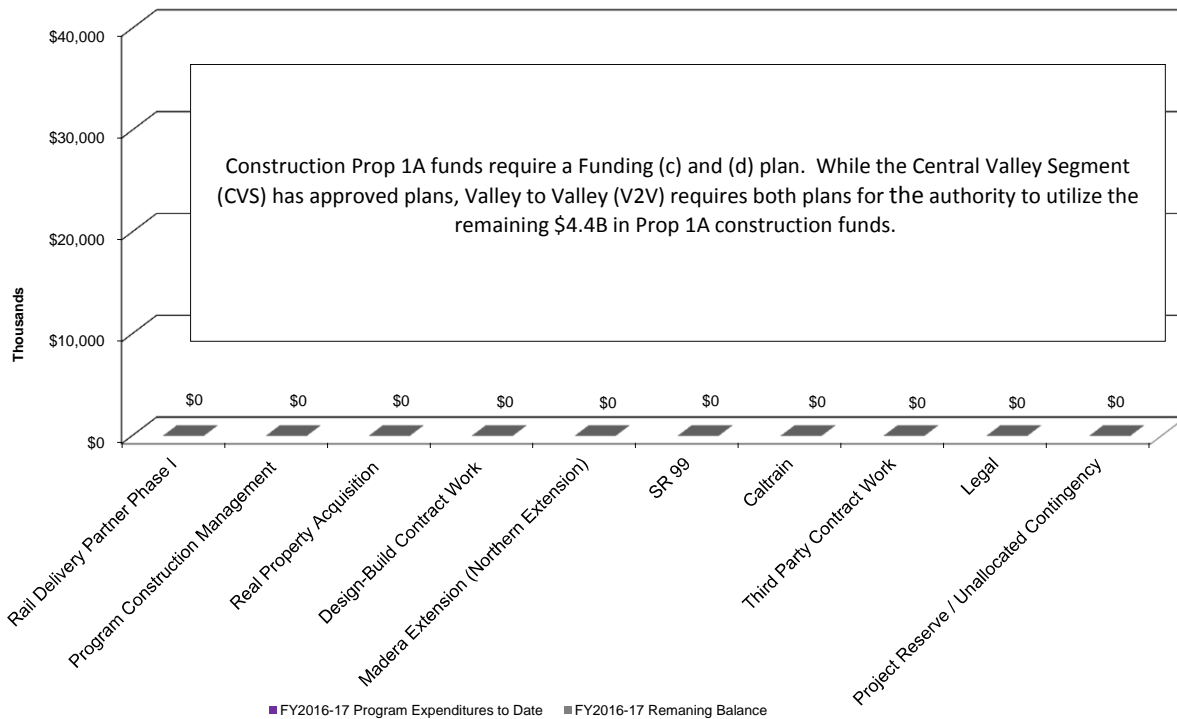 $40,000
$30,000
$20,000
$10,000
$0
Thousands
Construction Prop 1A funds require a Funding (c) and (d) plan. While the Central Valley Segment
(CVS) has approved plans, Valley to Valley (V2V) requires both plans for the authority to utilize the
remaining $4.4B in Prop 1A construction funds.
$0 $0 $0 $0 $0 $0 $0 $0 $0 $0
Rail Delivery Partner Phase I
Program Construction Management
Real Property Acquisition
Design-Build Contract Work
Madera Extension (Northern Extension)
SR 99
Caltrain
Third Party Contract Work
Legal
Project Reserve / Unallocated Contingency
FY2016-17 Program Expenditures to Date FY2016-17 Remaning Balance